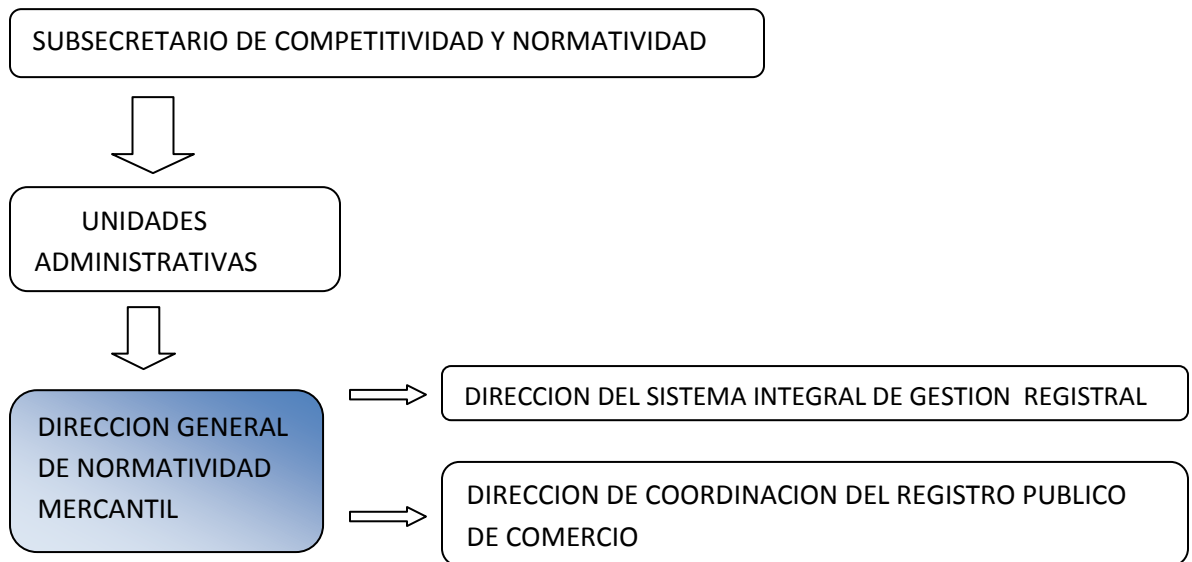 SUBSECRETARIO DE COMPETITIVIDAD Y NORMATIVIDAD
UNIDADES
ADMINISTRATIVAS
DIRECCION GENERAL
DE NORMATIVIDAD
MERCANTIL
DIRECCION DEL SISTEMA INTEGRAL DE GESTION REGISTRAL
DIRECCION DE COORDINACION DEL REGISTRO PUBLICO
DE COMERCIO